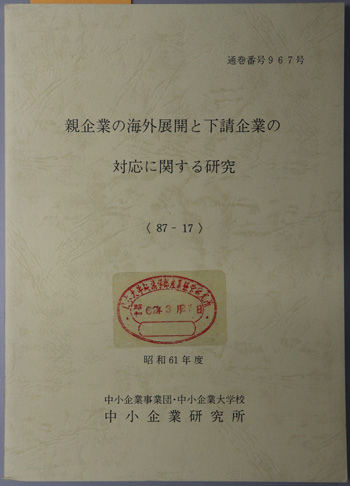 通巻番号967号
親企業の海外展開と下請企業の
対応に関する研究
〈 87 - 17 〉
昭和61年度
中小企業事業団・中小企業大学校
中小企業研究所